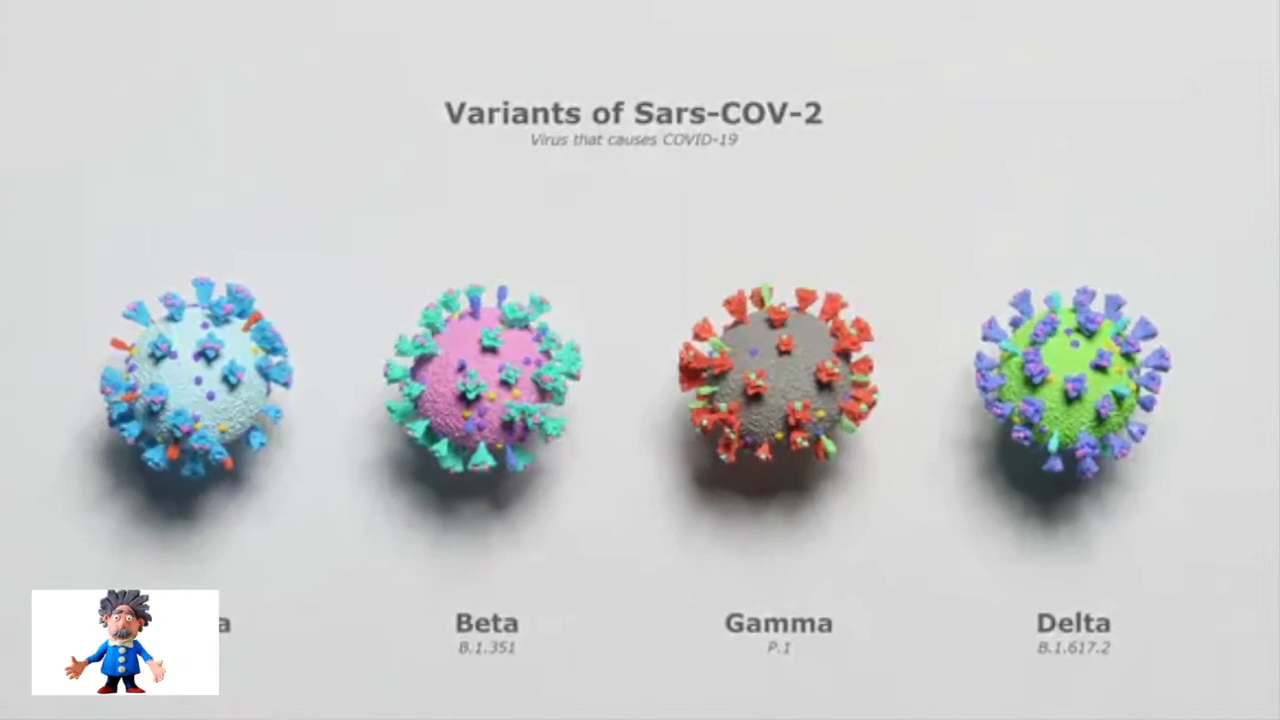 Variants of Sars-COV-2
Virus that causes COVID-19
a
Beta
B.1.351
Gamma
P.1
Delta
B.1.617.2